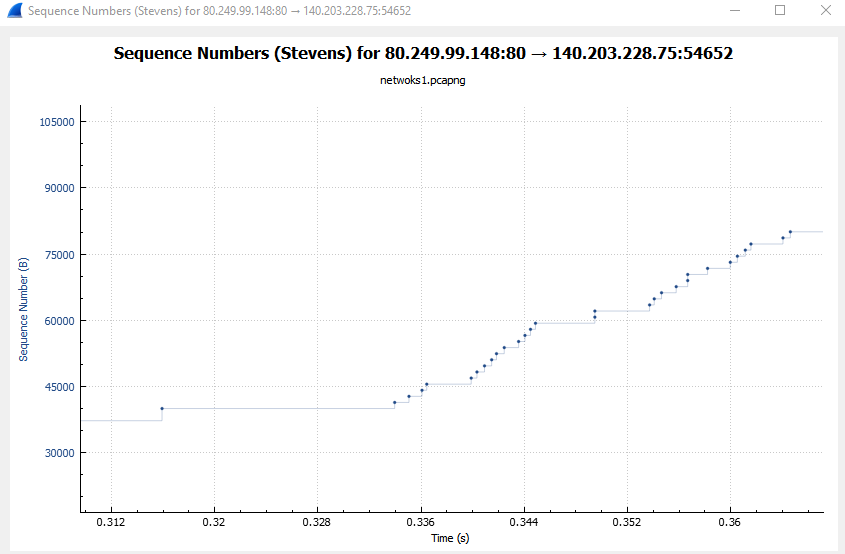 Sequence Numbers (Stevens) for 80.249.99.148:80 → 140.203.228.75:54652
Sequence Numbers (Stevens) for 80.249.99.148:80 → 140.203.228.75:54652
netwoks1.pcapng
105000
90000
75000
60000
45000
30000
Sequence Number (B)
0.312 0.32 0.328 0.336 0.344 0.352 0.36
Time (s)